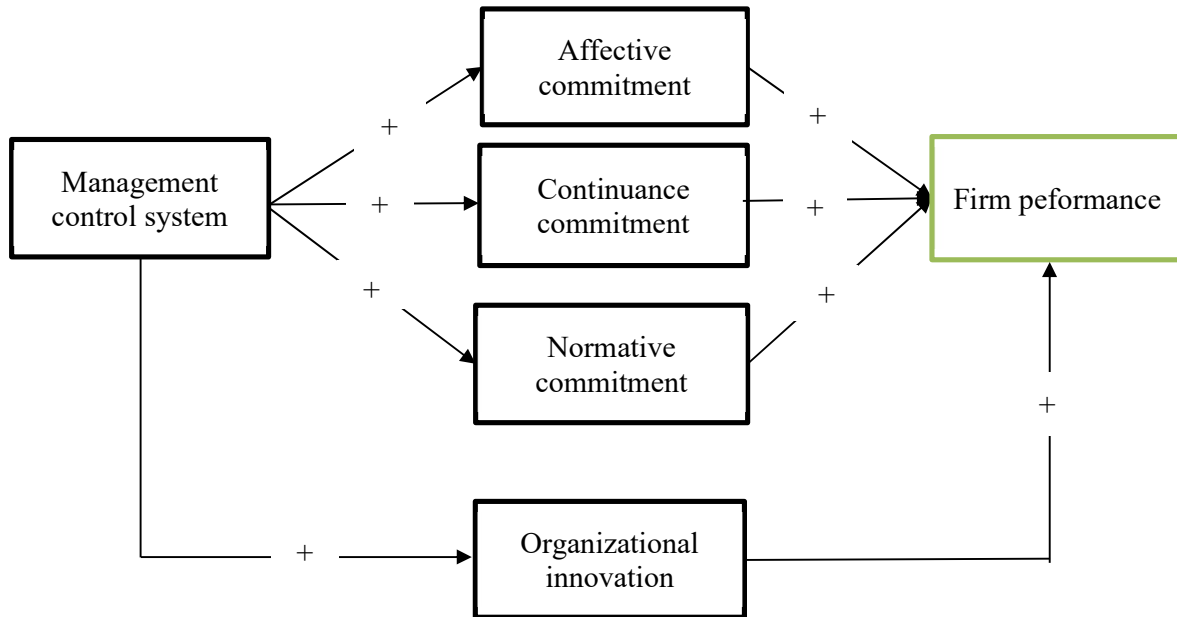 Affective
commitment
+
+
Management
control system
+
Continuance
commitment
+
Firm peformance
+
+
Normative
commitment
+
+
Organizational
innovation